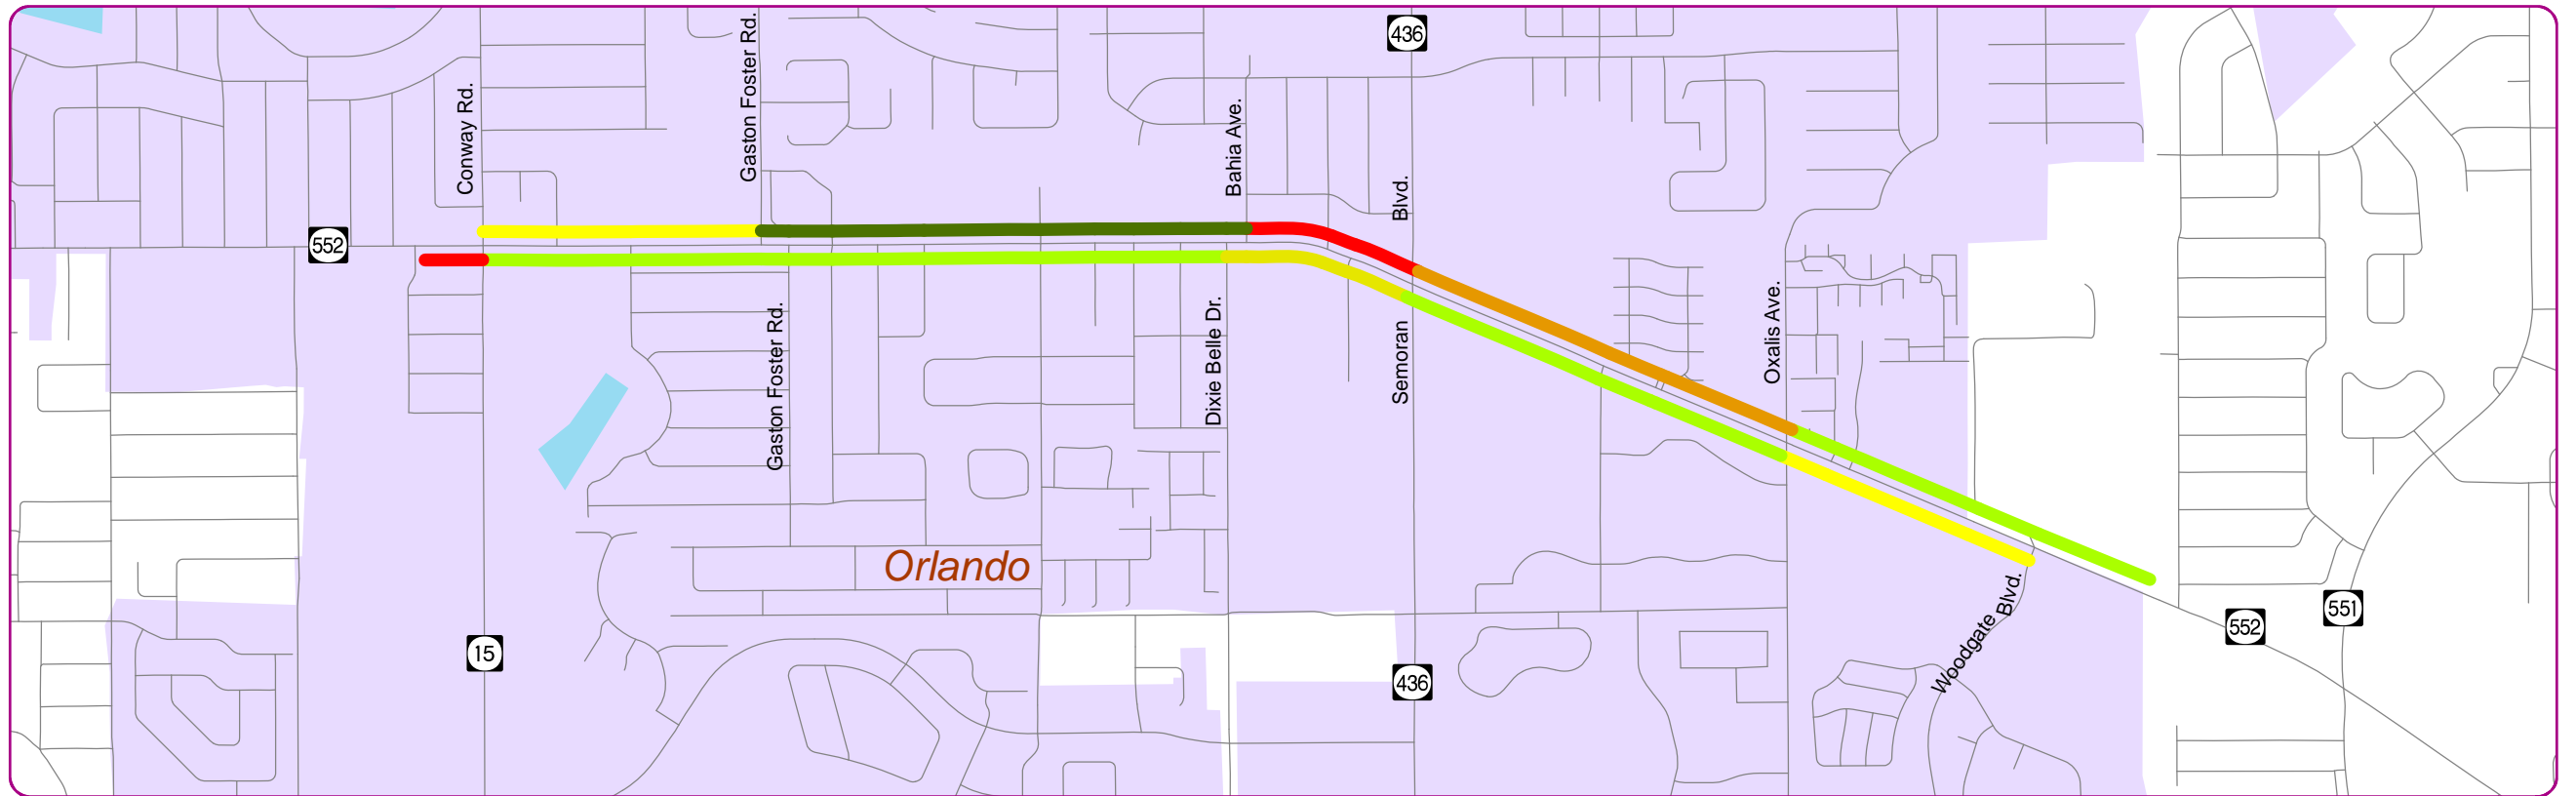 436
Gaston Foster Rd.
Conway Rd.
Bahia Ave.
Blvd.
552
Oxalis Ave.
Dixie Belle Dr.
Gaston Foster Rd.
Semoran
Orlando
Woodgate Blvd.
551
552
15
436